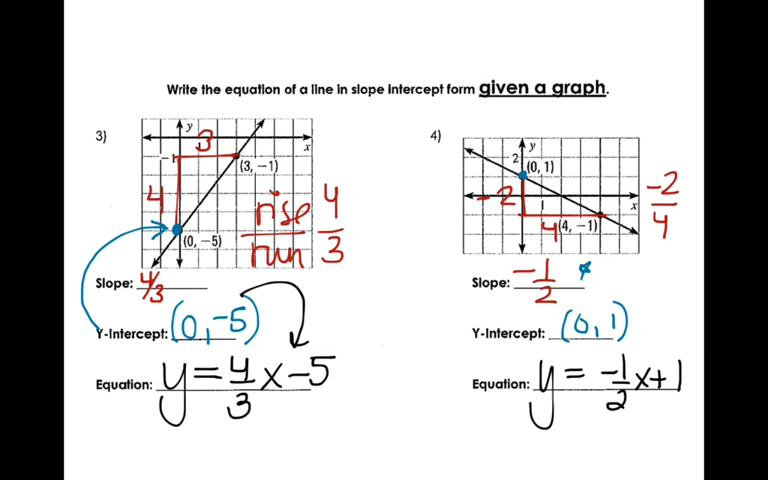 Write the equation of a line in slope intercept form given a graph.
3)
y
x
3
-1
(3, -1)
4
(0, -5)
rise
run
4
3
Slope: 4/3
Y-Intercept: (0, -5)
Equation: y = 4/3 x - 5
4)
y
2
(0, 1)
x
1
-2
4
(4, -1)
-2
4
Slope: -1/2
Y-Intercept: (0, 1)
Equation: y = -1/2 x + 1